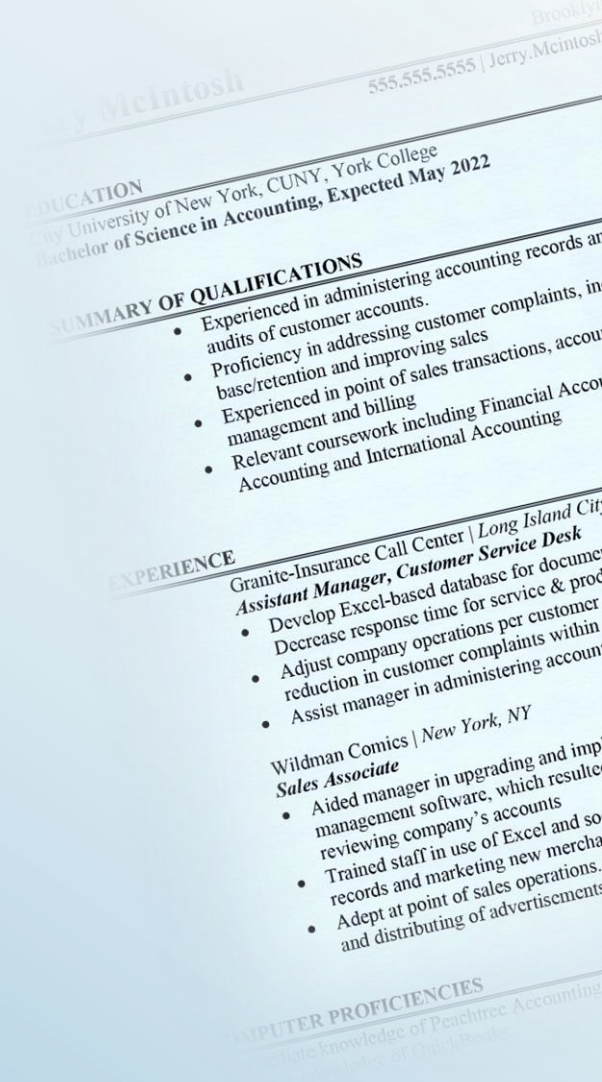 Brooklyn
McIntosh
555.555.5555 | Jerry.Mcintosh
EDUCATION
City University of New York, CUNY, York College
Bachelor of Science in Accounting, Expected May 2022
SUMMARY OF QUALIFICATIONS
• Experienced in administering accounting records an
audits of customer accounts.
• Proficiency in addressing customer complaints, in
base/retention and improving sales
• Experienced in point of sales transactions, accou
management and billing
• Relevant coursework including Financial Accou
Accounting and International Accounting
EXPERIENCE
Granite-Insurance Call Center | Long Island City
Assistant Manager, Customer Service Desk
• Develop Excel-based database for docume
Decrease response time for service & prod
• Adjust company operations per customer
reduction in customer complaints within
• Assist manager in administering accoun
Wildman Comics | New York, NY
Sales Associate
• Aided manager in upgrading and impl
management software, which resulte
reviewing company's accounts
• Trained staff in use of Excel and so
records and marketing new mercha
• Adept at point of sales operations.
and distributing of advertisements
COMPUTER PROFICIENCIES
knowledge of Peachtree Accounting
knowledge of QuickBooks